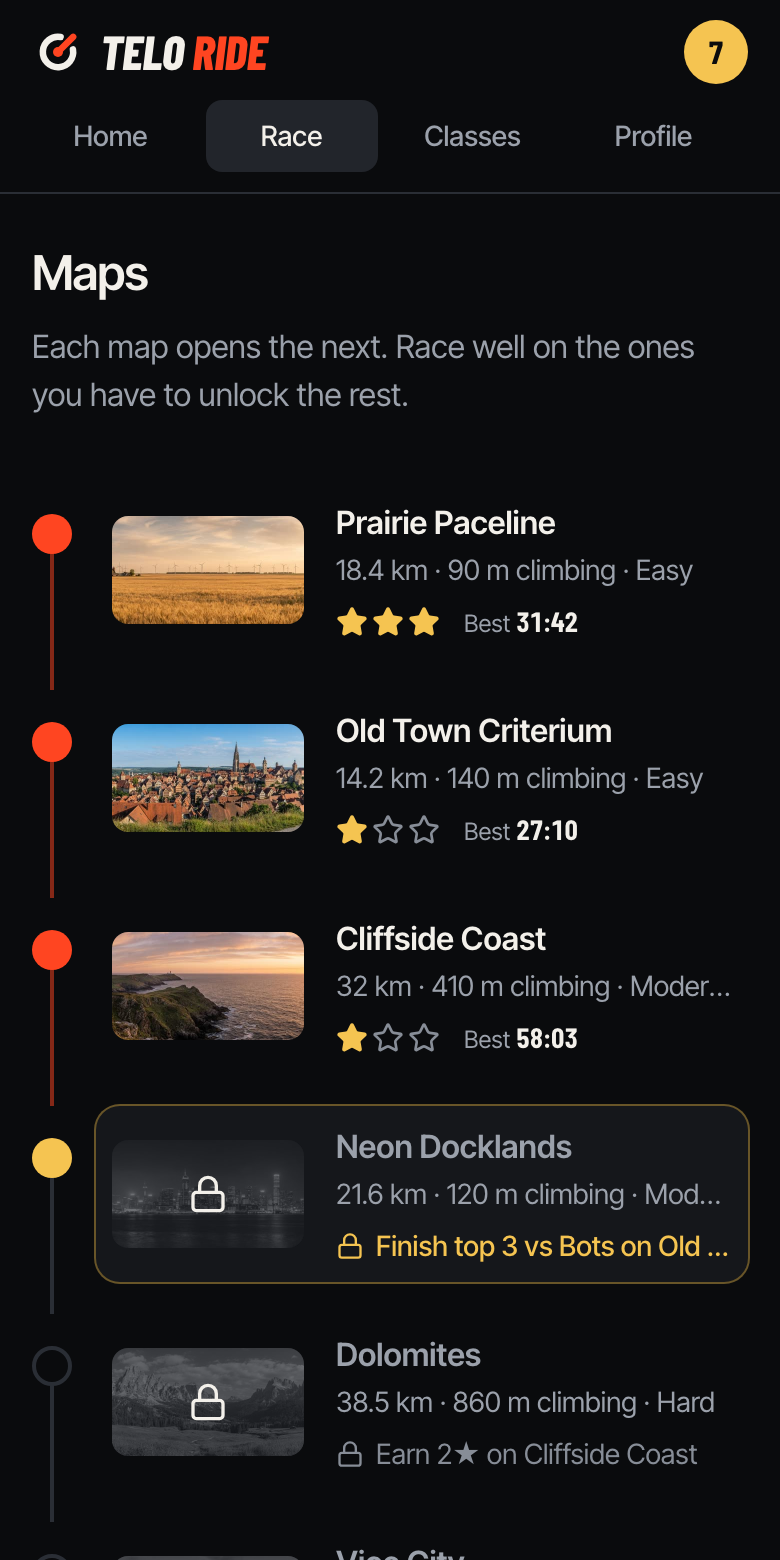 TELO RIDE
7
Home Race Classes Profile
Maps
Each map opens the next. Race well on the ones
you have to unlock the rest.
Prairie Paceline
18.4 km · 90 m climbing · Easy
Best 31:42
Old Town Criterium
14.2 km · 140 m climbing · Easy
Best 27:10
Cliffside Coast
32 km · 410 m climbing · Moder...
Best 58:03
Neon Docklands
21.6 km · 120 m climbing · Mod...
Finish top 3 vs Bots on Old ...
Dolomites
38.5 km · 860 m climbing · Hard
Earn 2★ on Cliffside Coast